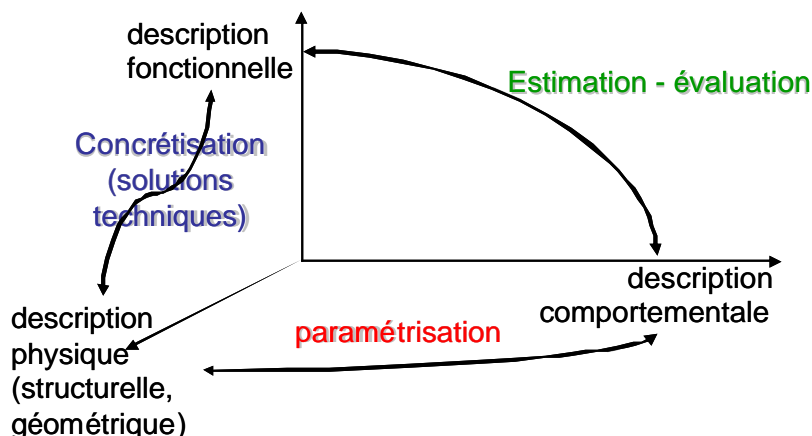 description
fonctionnelle
Estimation - évaluation
Concrétisation
(solutions
techniques)
description
comportementale
description
physique
(structurelle,
géométrique)
paramétrisation